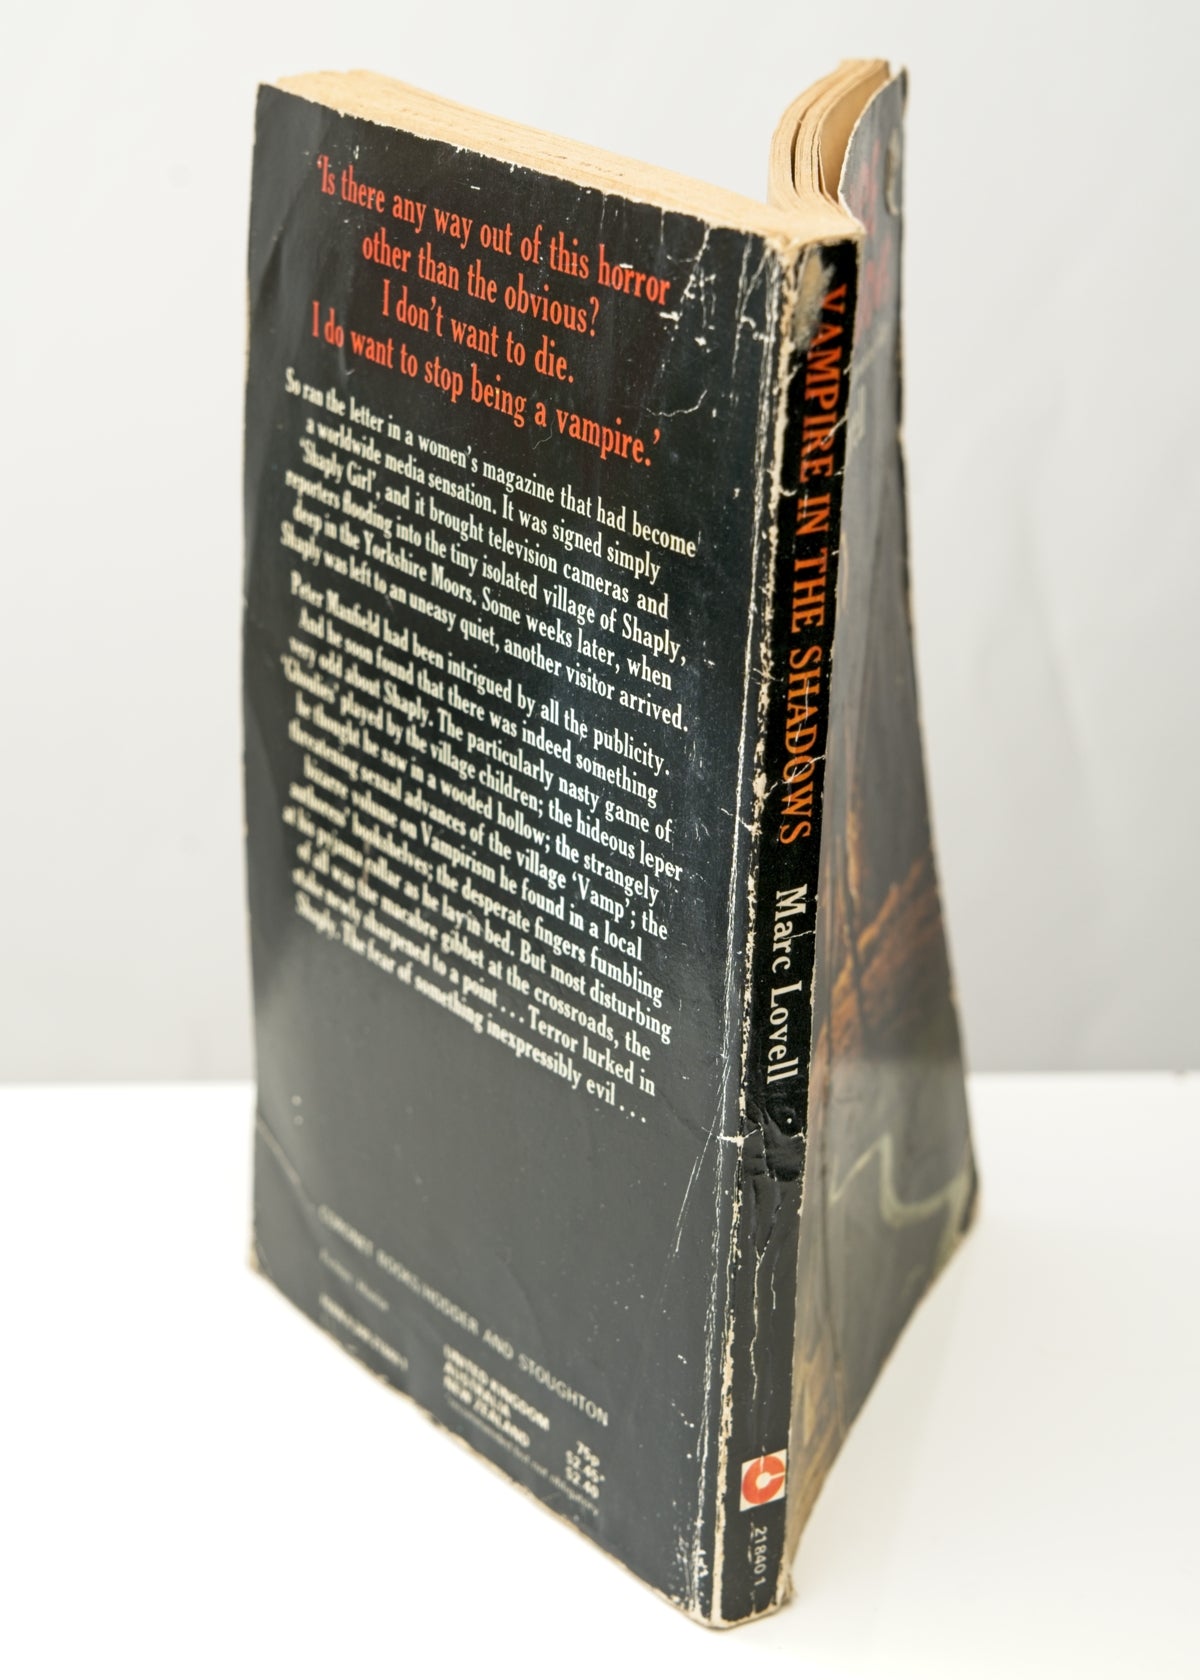 'Is there any way out of this horror
other than the obvious?
I don't want to die.
I do want to stop being a vampire.'
So ran the letter in a women's magazine that had become
a worldwide media sensation. It was signed simply
'Shaply Girl', and it brought television cameras and
reporters flooding into the tiny isolated village of Shaply,
deep in the Yorkshire Moors. Some weeks later, when
Shaply was left to an uneasy quiet, another visitor arrived.
Peter Manfield had been intrigued by all the publicity.
And he soon found that there was indeed something
very odd about Shaply. The particularly nasty game of
'Ghoulies' played by the village children; the hideous leper
he thought he saw in a wooded hollow; the strangely
threatening sexual advances of the village 'Vamp'; the
bizarre volume on Vampirism he found in a local
authoress' bookshelves; the desperate fingers fumbling
at his pyjama collar as he lay in bed. But most disturbing
of all was the macabre gibbet at the crossroads, the
stake newly sharpened to a point . . . Terror lurked in
Shaply. The fear of something inexpressibly evil . . .
CORONET BOOKS/HODDER AND STOUGHTON
UNITED KINGDOM 75p
AUSTRALIA $2.45*
NEW ZEALAND $2.40
*recommended but not obligatory
VAMPIRE IN THE SHADOWS Marc Lovell
21840 1